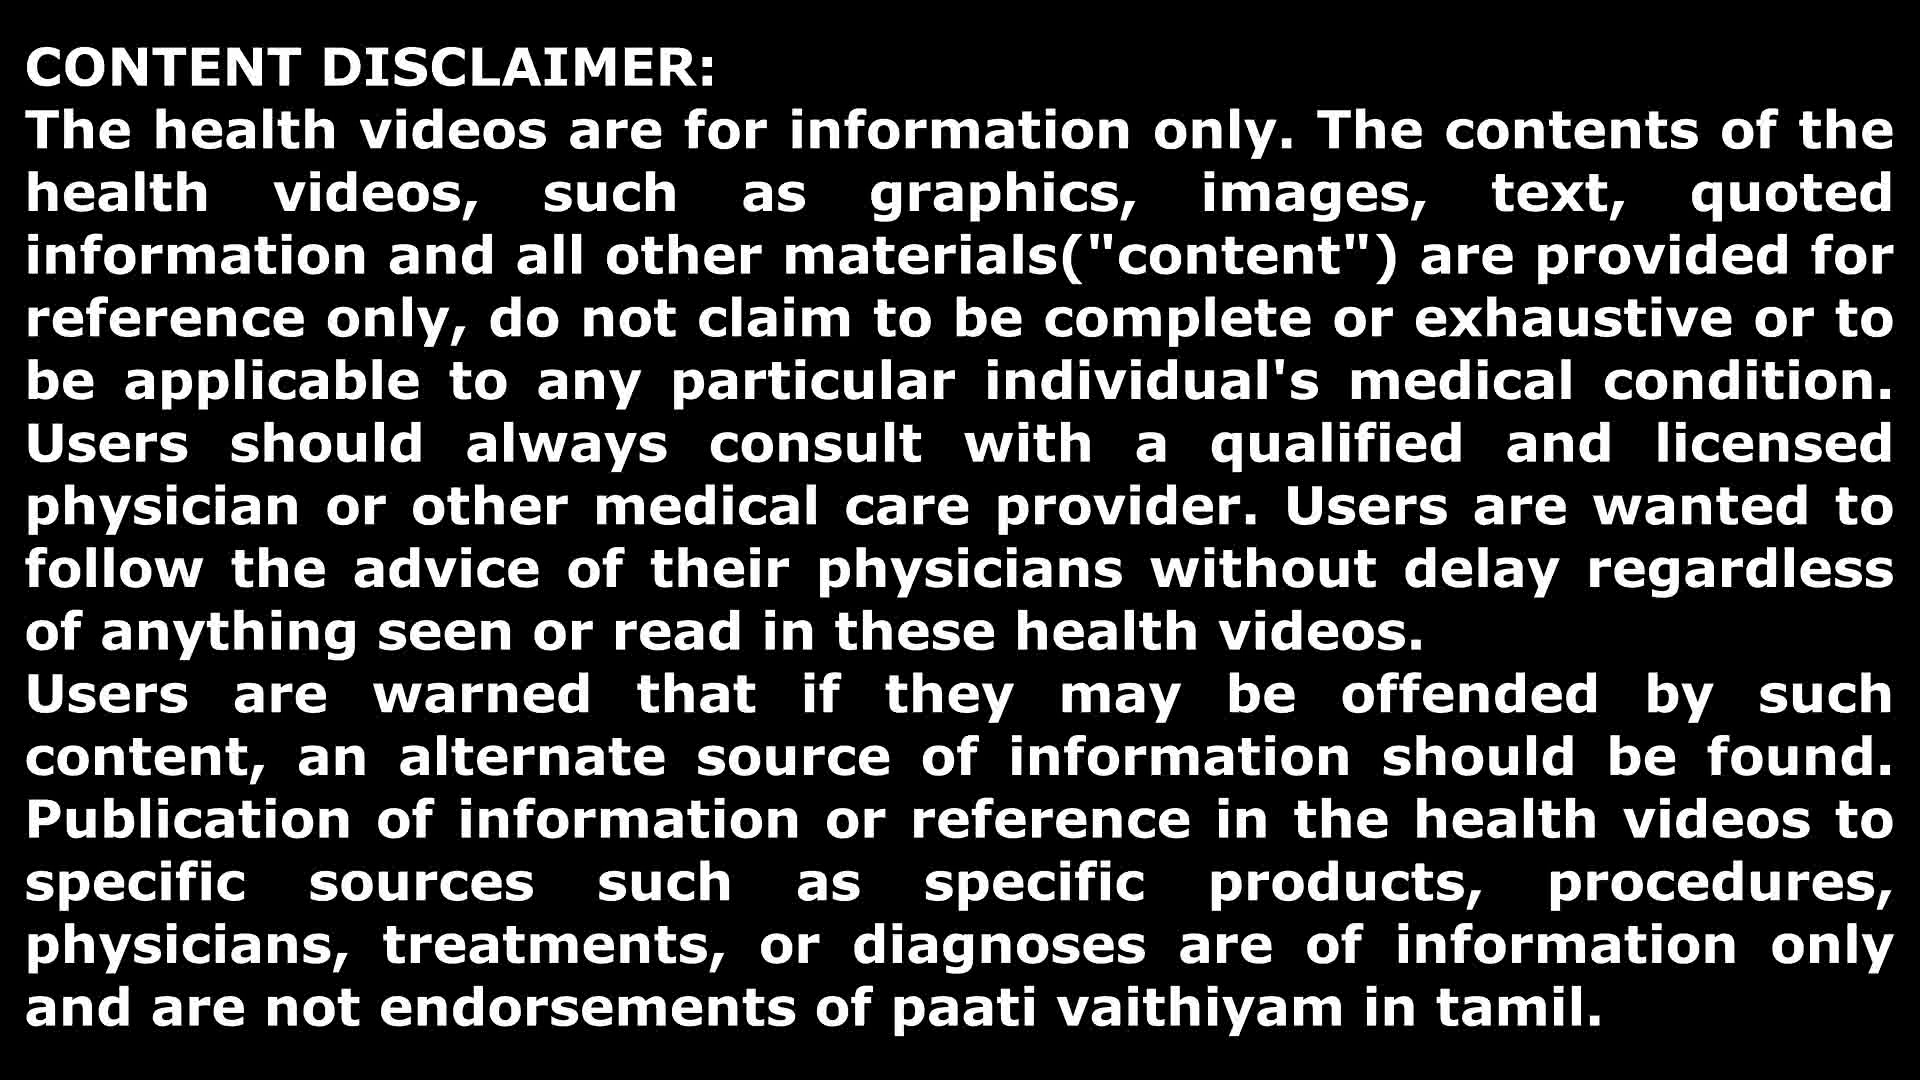 CONTENT DISCLAIMER:
The health videos are for information only. The contents of the
health videos, such as graphics, images, text, quoted
information and all other materials("content") are provided for
reference only, do not claim to be complete or exhaustive or to
be applicable to any particular individual's medical condition.
Users should always consult with a qualified and licensed
physician or other medical care provider. Users are wanted to
follow the advice of their physicians without delay regardless
of anything seen or read in these health videos.
Users are warned that if they may be offended by such
content, an alternate source of information should be found.
Publication of information or reference in the health videos to
specific sources such as specific products, procedures,
physicians, treatments, or diagnoses are of information only
and are not endorsements of paati vaithiyam in tamil.